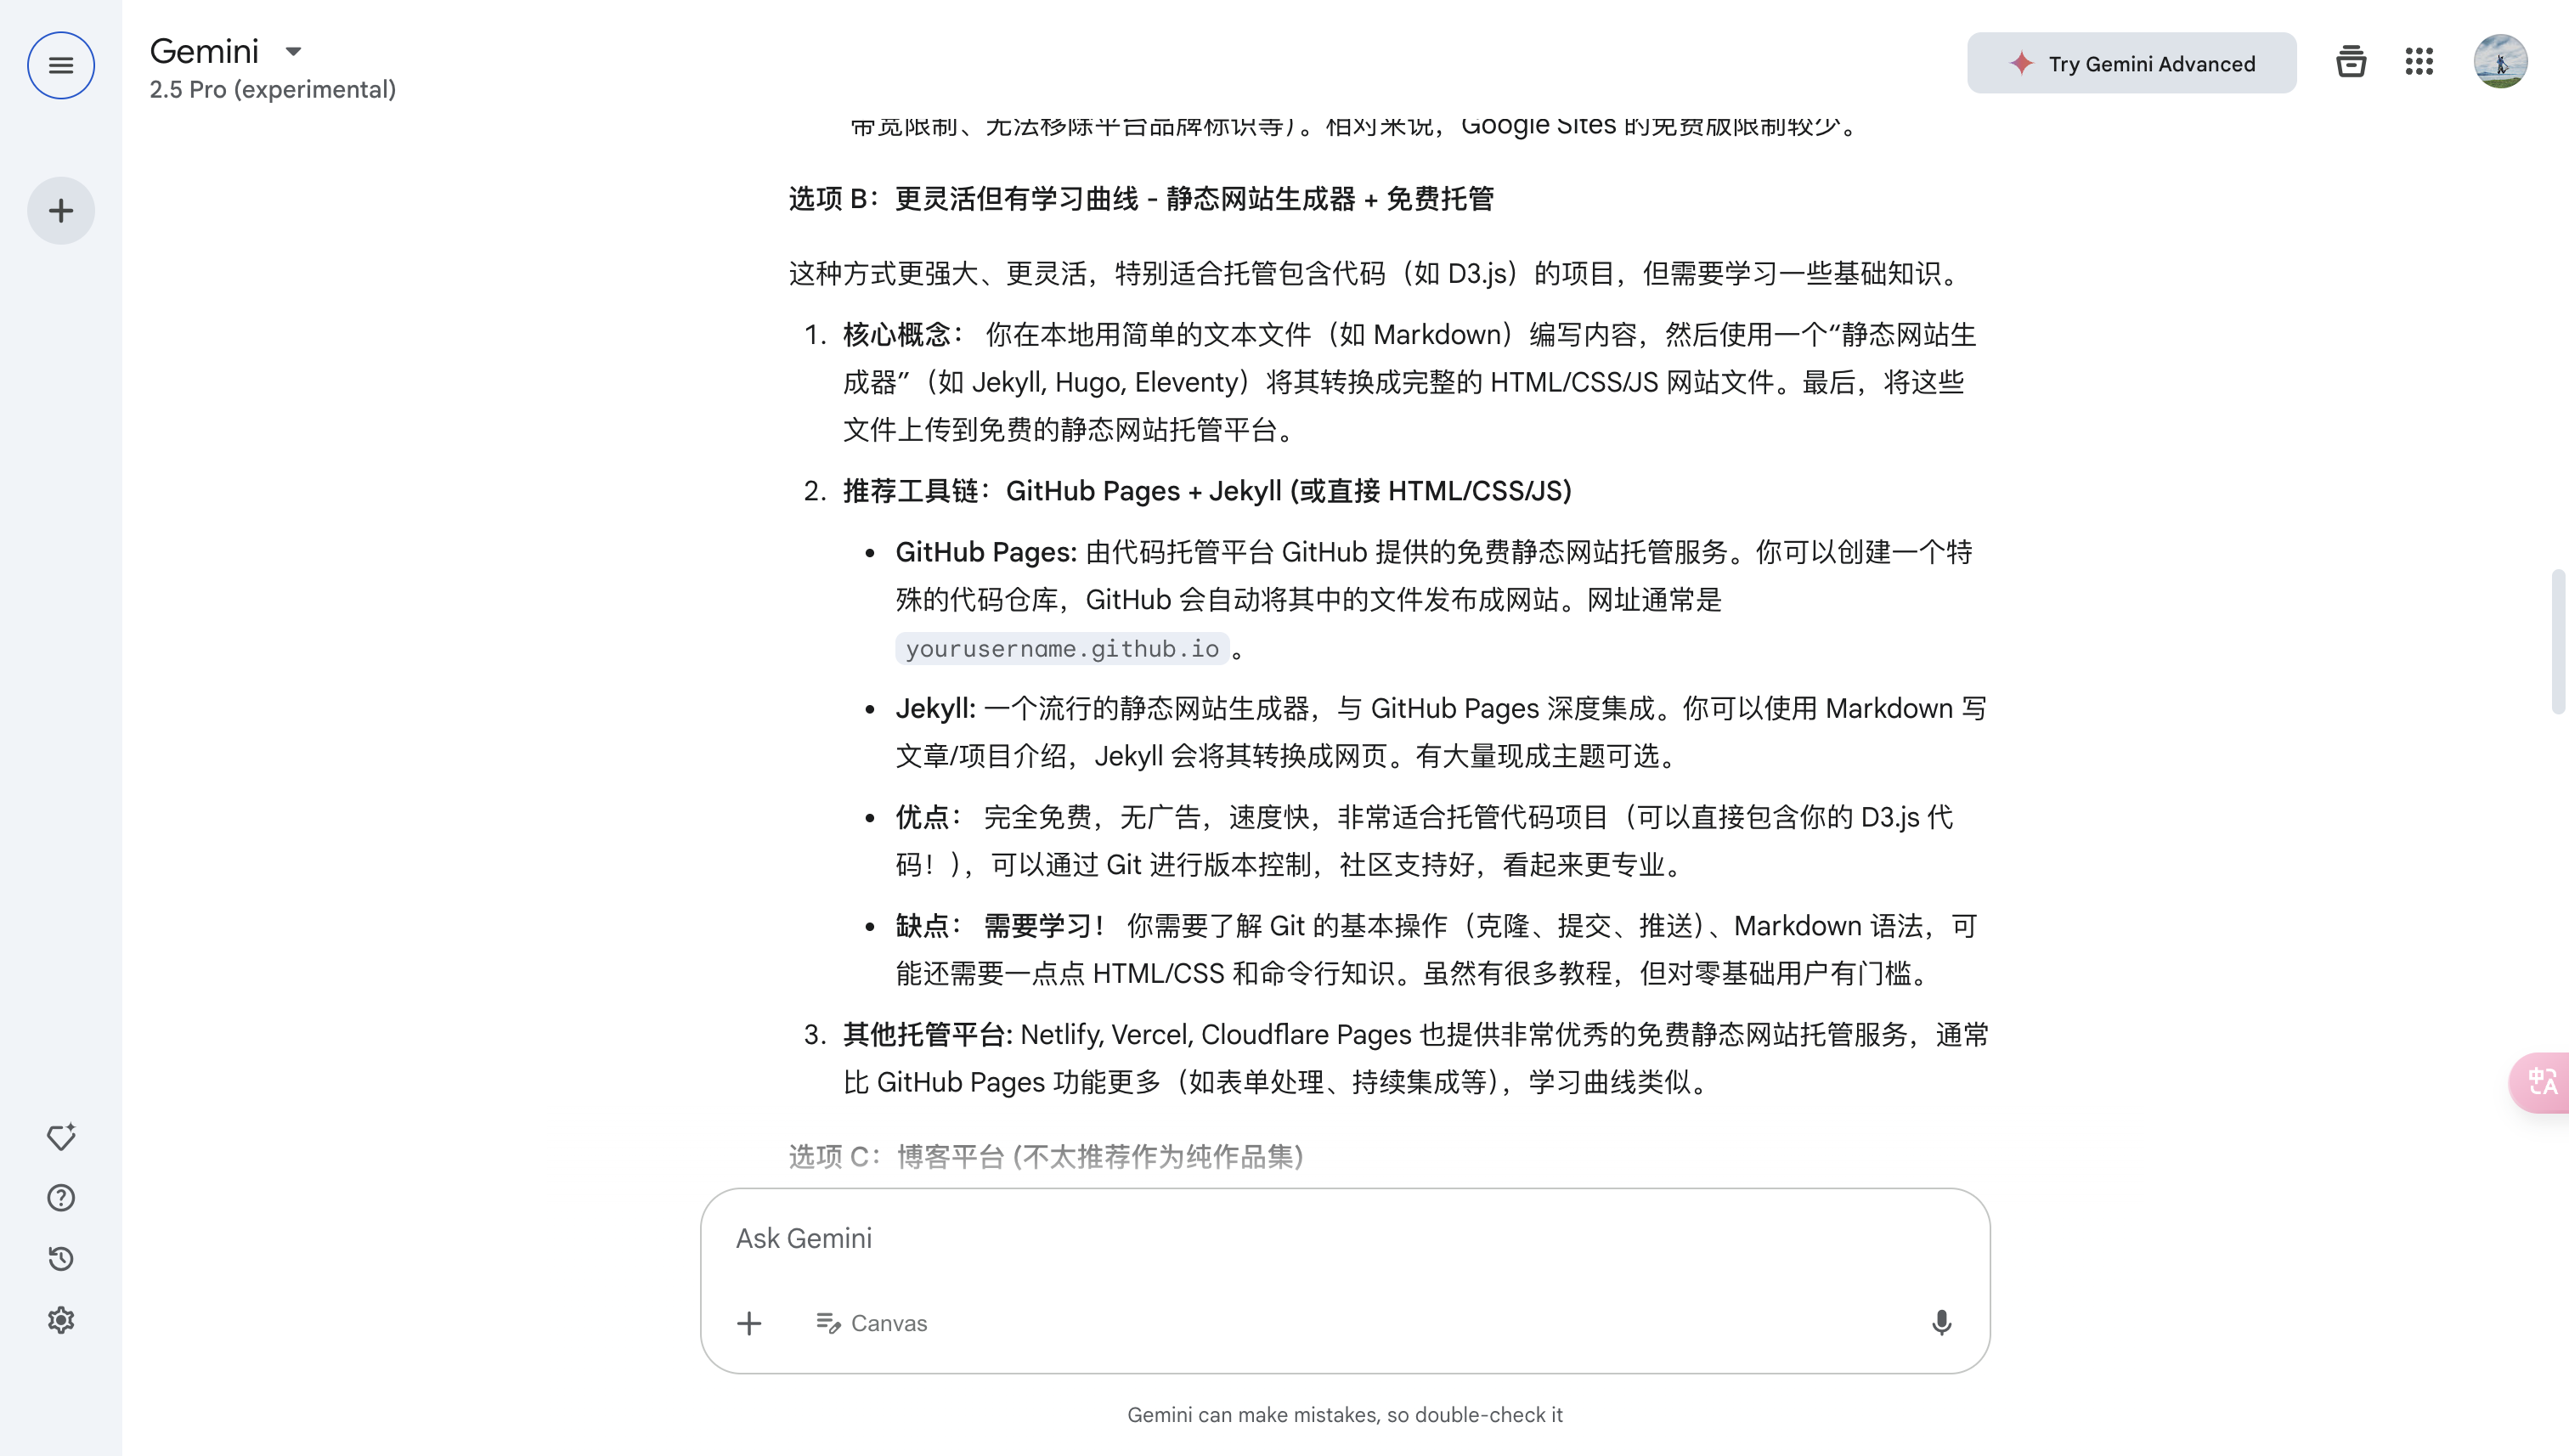 Gemini
2.5 Pro (experimental)
Try Gemini Advanced
带宽限制、无法移除平台品牌标识等）。相对来说，Google Sites 的免费版限制较少。
选项 B：更灵活但有学习曲线 - 静态网站生成器 + 免费托管
这种方式更强大、更灵活，特别适合托管包含代码（如 D3.js）的项目，但需要学习一些基础知识。
1. 核心概念： 你在本地用简单的文本文件（如 Markdown）编写内容，然后使用一个“静态网站生
成器”（如 Jekyll, Hugo, Eleventy）将其转换成完整的 HTML/CSS/JS 网站文件。最后，将这些
文件上传到免费的静态网站托管平台。
2. 推荐工具链：GitHub Pages + Jekyll (或直接 HTML/CSS/JS)
• GitHub Pages: 由代码托管平台 GitHub 提供的免费静态网站托管服务。你可以创建一个特
殊的代码仓库，GitHub 会自动将其中的文件发布成网站。网址通常是
yourusername.github.io 。
• Jekyll: 一个流行的静态网站生成器，与 GitHub Pages 深度集成。你可以使用 Markdown 写
文章/项目介绍，Jekyll 会将其转换成网页。有大量现成主题可选。
• 优点： 完全免费，无广告，速度快，非常适合托管代码项目（可以直接包含你的 D3.js 代
码！），可以通过 Git 进行版本控制，社区支持好，看起来更专业。
• 缺点： 需要学习！ 你需要了解 Git 的基本操作（克隆、提交、推送）、Markdown 语法，可
能还需要一点点 HTML/CSS 和命令行知识。虽然有很多教程，但对零基础用户有门槛。
3. 其他托管平台: Netlify, Vercel, Cloudflare Pages 也提供非常优秀的免费静态网站托管服务，通常
比 GitHub Pages 功能更多（如表单处理、持续集成等），学习曲线类似。
选项 C：博客平台 (不太推荐作为纯作品集)
Ask Gemini
Canvas
Gemini can make mistakes, so double-check it